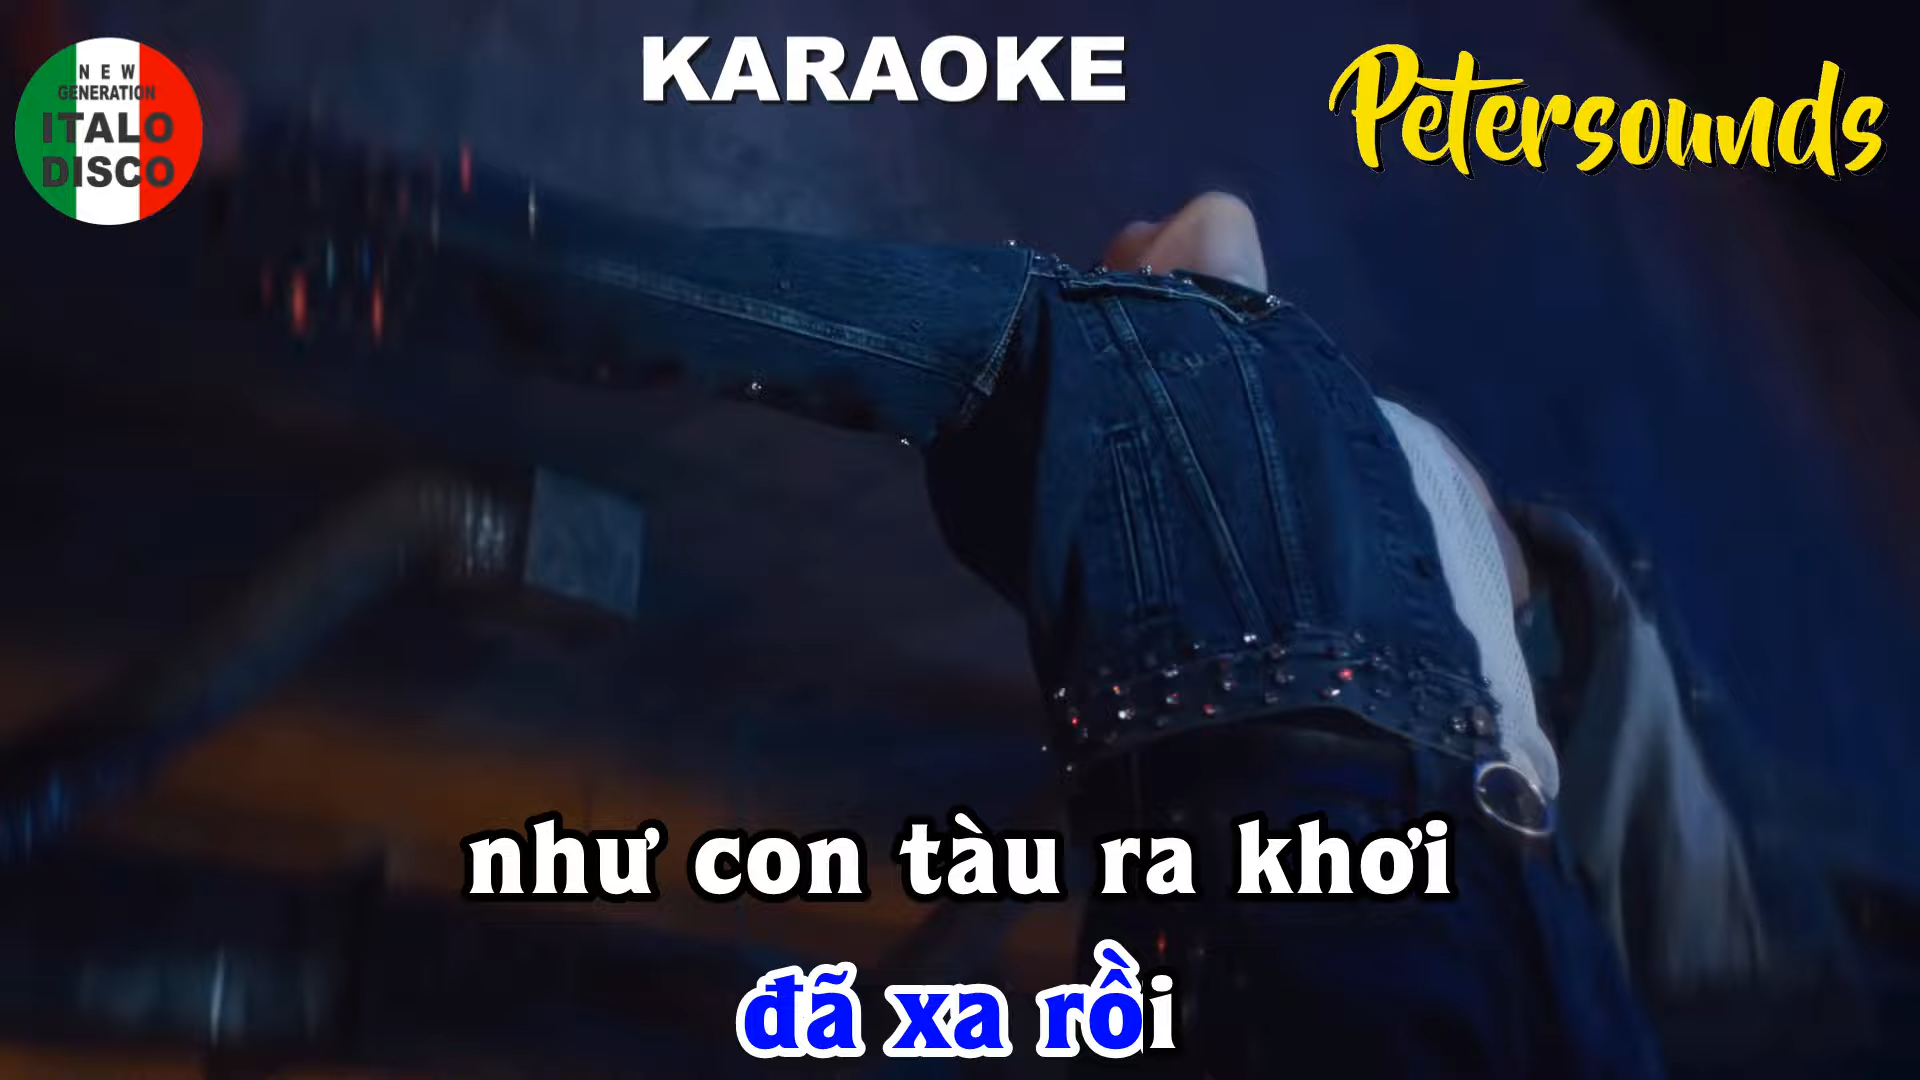 NEW
GENERATION
ITALO
DISCO
KARAOKE
Petersounds
như con tàu ra khơi
đã xa rồi